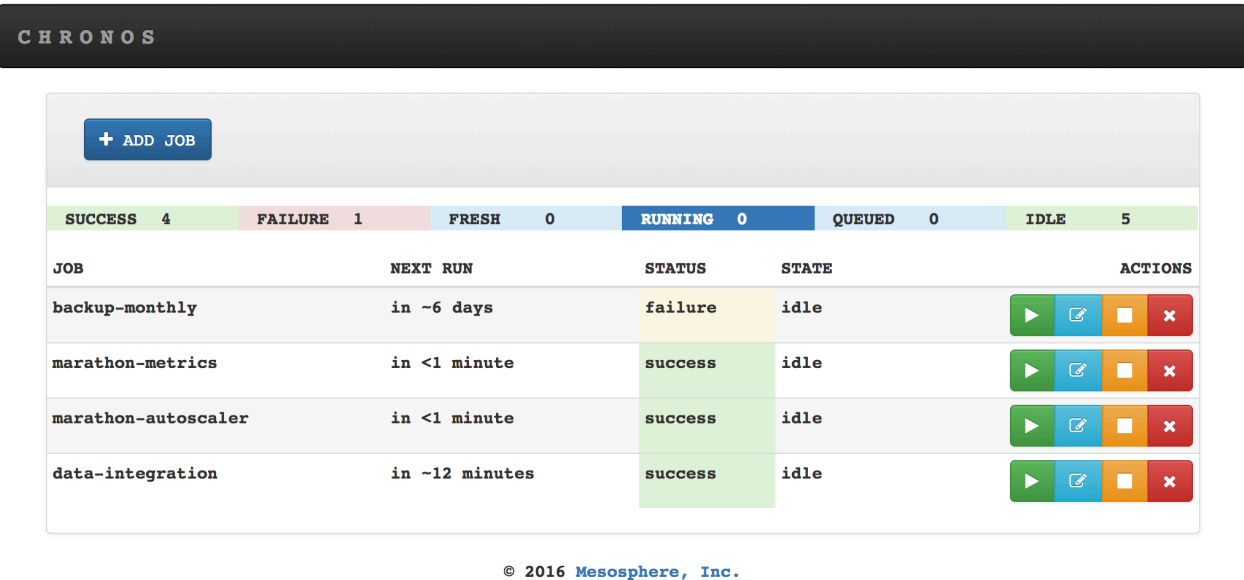 CHRONOS
ADD JOB
SUCCESS 4 FAILURE 1 FRESH 0 RUNNING 0 QUEUED 0 IDLE 5
JOB NEXT RUN STATUS STATE ACTIONS
backup-monthly in ~6 days failure idle
marathon-metrics in <1 minute success idle
marathon-autoscaler in <1 minute success idle
data-integration in ~12 minutes success idle
© 2016 Mesosphere, Inc.